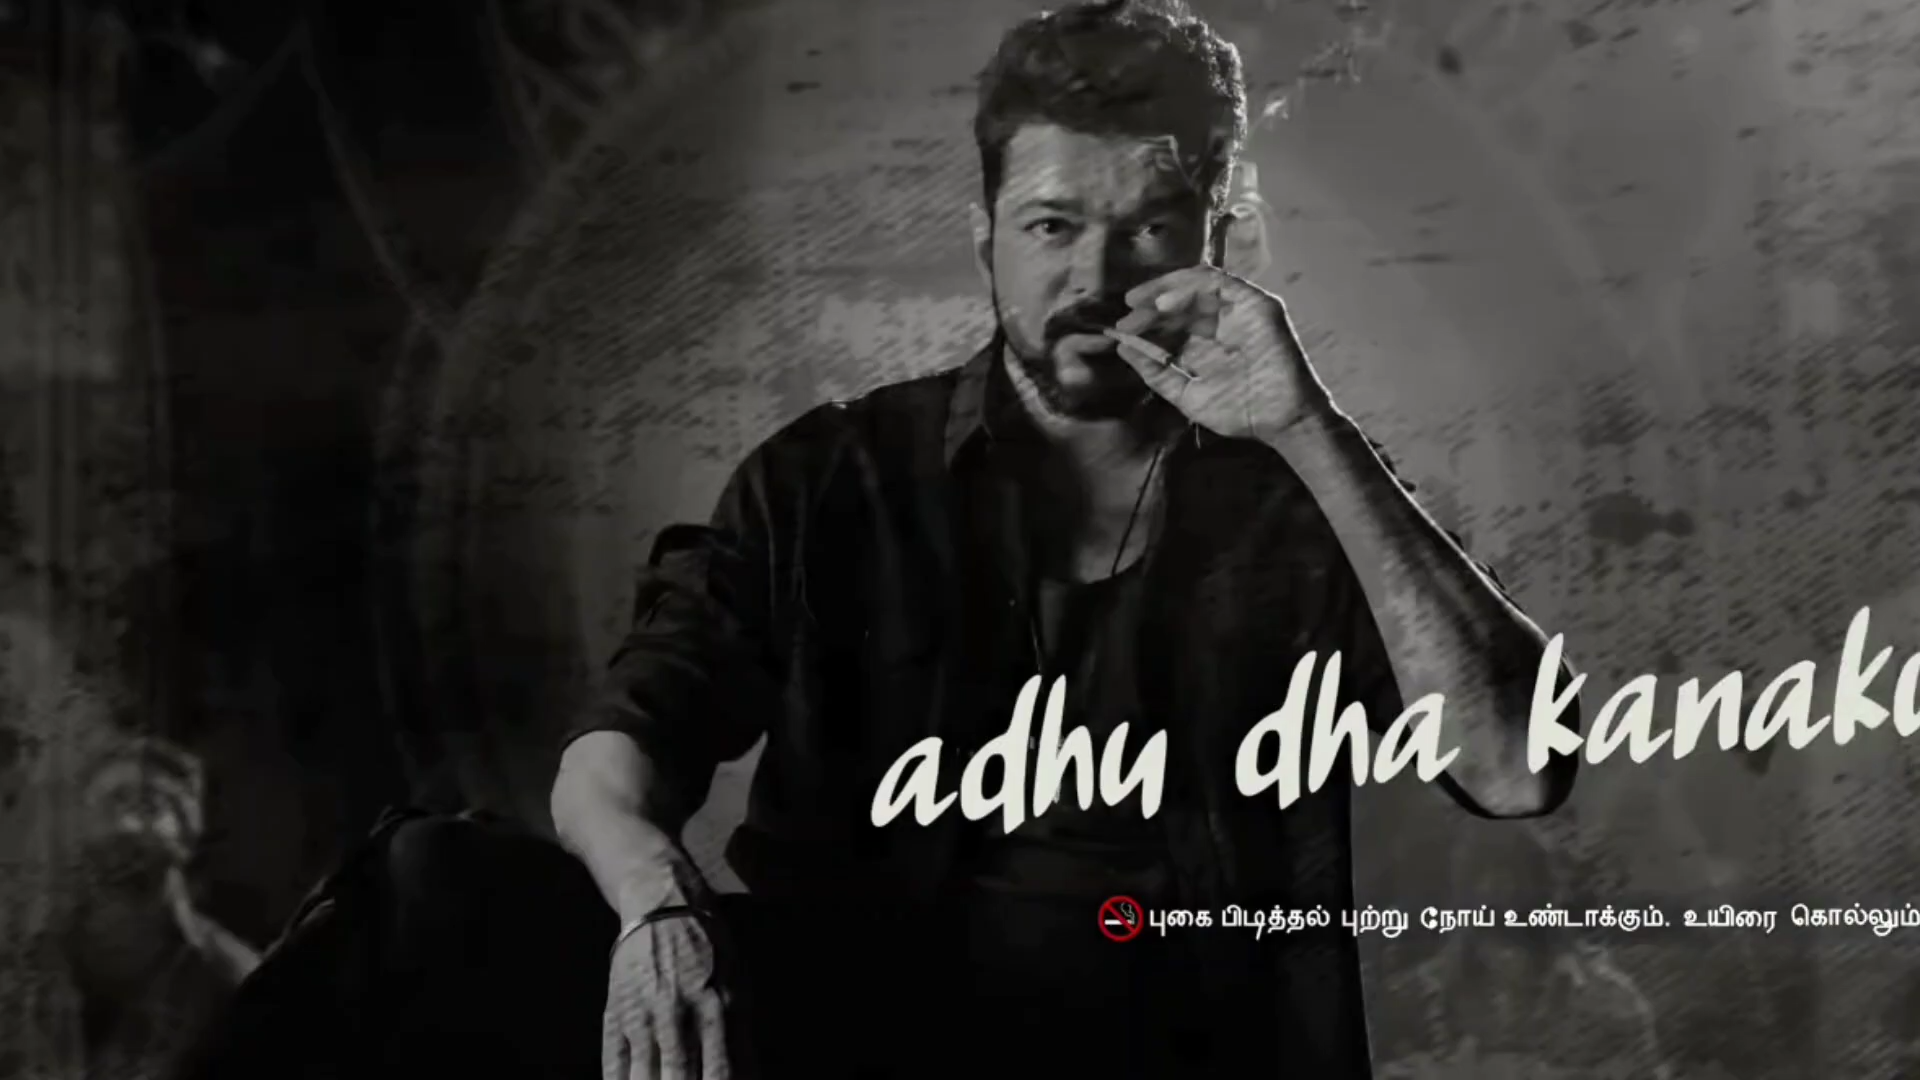 adhu dha kanak
புகை பிடித்தல் புற்று நோய் உண்டாக்கும். உயிரை கொல்லும்